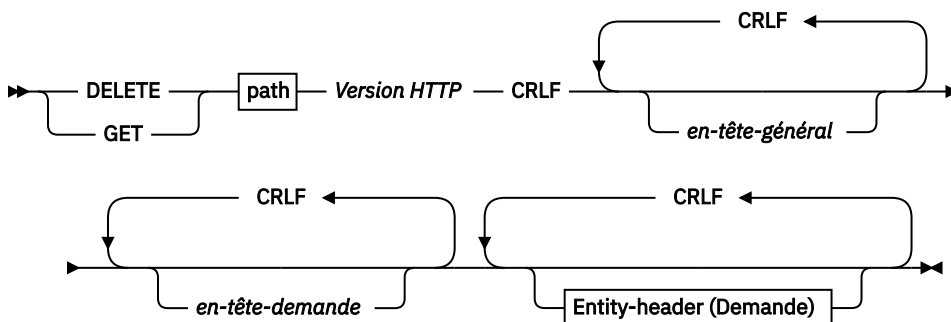 CRLF
DELETE path Version HTTP CRLF
GET en-tête-général
CRLF CRLF
en-tête-demande Entity-header (Demande)